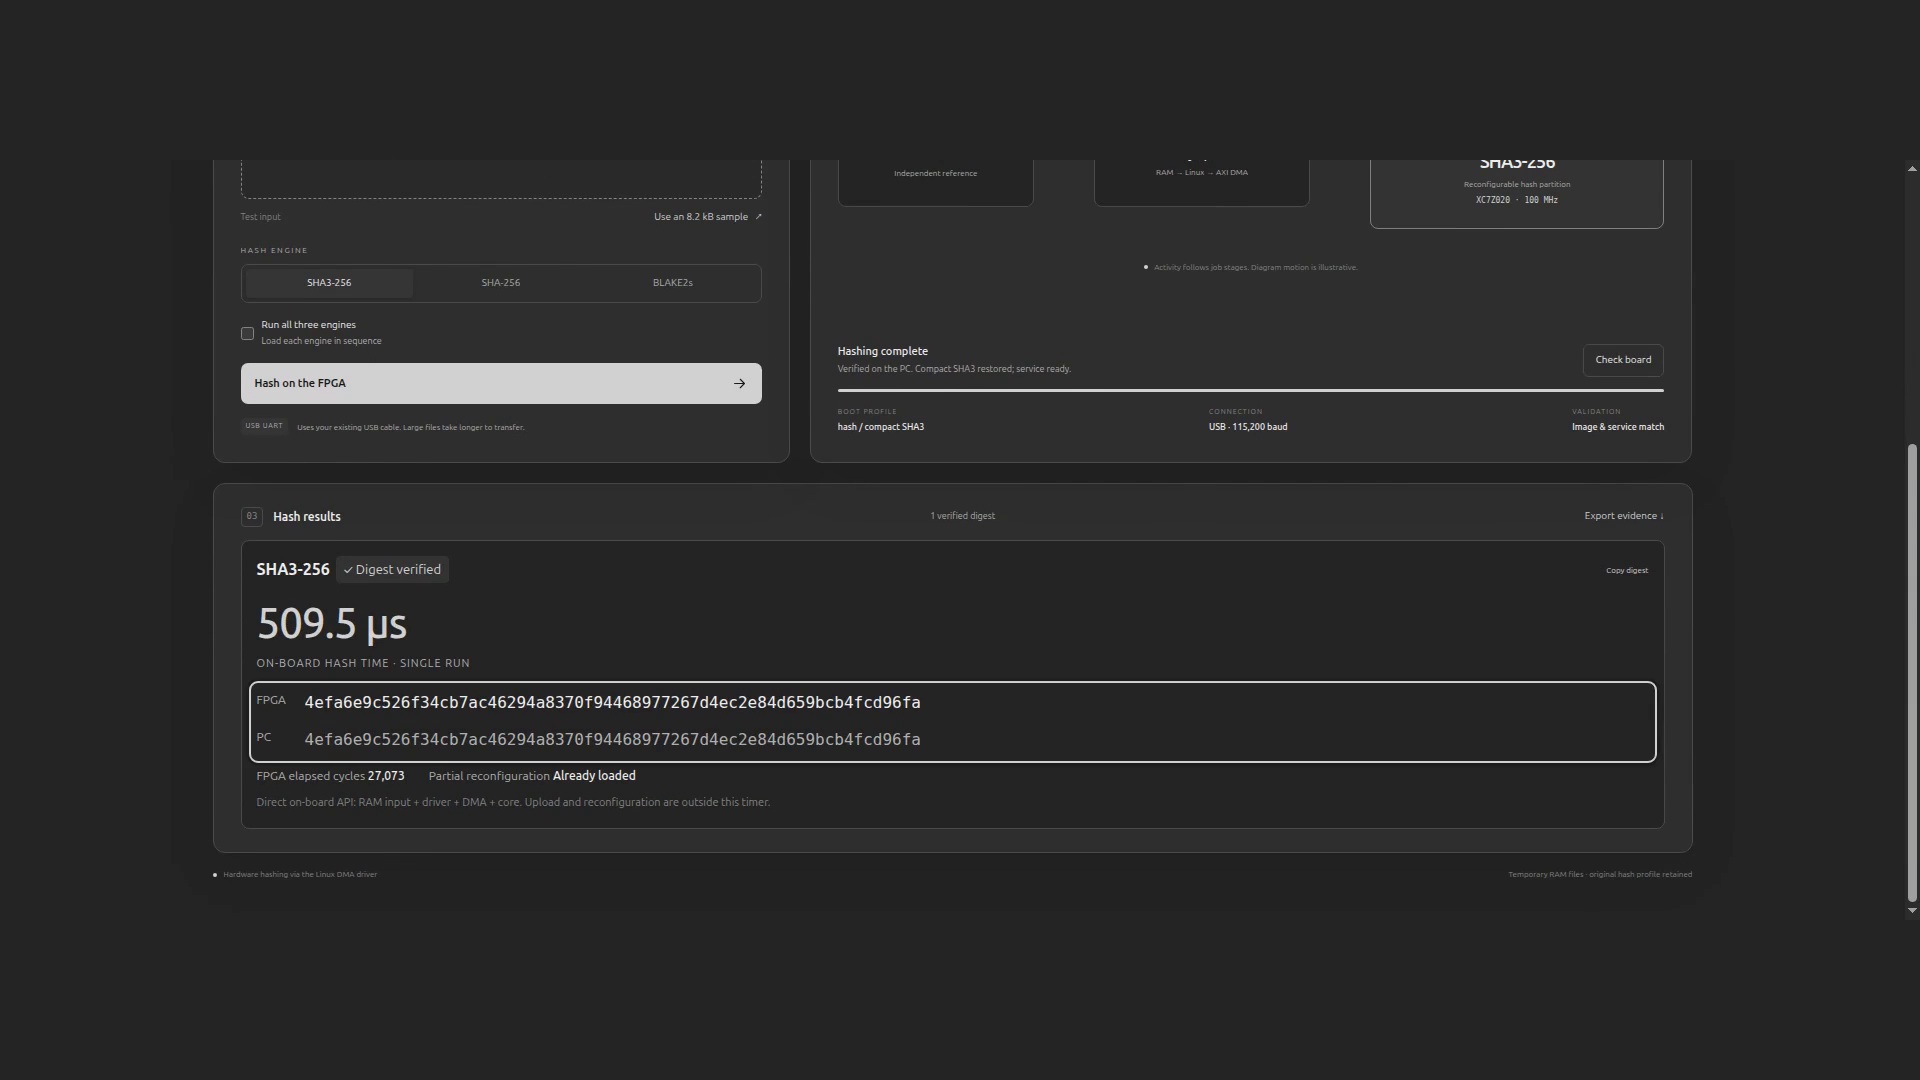 Independent reference
RAM → Linux → AXI DMA
SHA3-256
Reconfigurable hash partition
XC7Z020 · 100 MHz
Test input
Use an 8.2 kB sample ↗
Activity follows job stages. Diagram motion is illustrative.
HASH ENGINE
SHA3-256
SHA-256
BLAKE2s
Run all three engines
Load each engine in sequence
Hash on the FPGA →
USB UART Uses your existing USB cable. Large files take longer to transfer.
Hashing complete
Verified on the PC. Compact SHA3 restored; service ready.
Check board
BOOT PROFILE
hash / compact SHA3
CONNECTION
USB · 115,200 baud
VALIDATION
Image & service match
03 Hash results
1 verified digest
Export evidence ↓
SHA3-256 ✓ Digest verified
Copy digest
509.5 µs
ON-BOARD HASH TIME · SINGLE RUN
FPGA 4efa6e9c526f34cb7ac46294a8370f94468977267d4ec2e84d659bcb4fcd96fa
PC 4efa6e9c526f34cb7ac46294a8370f94468977267d4ec2e84d659bcb4fcd96fa
FPGA elapsed cycles 27,073 Partial reconfiguration Already loaded
Direct on-board API: RAM input + driver + DMA + core. Upload and reconfiguration are outside this timer.
Hardware hashing via the Linux DMA driver
Temporary RAM files · original hash profile retained